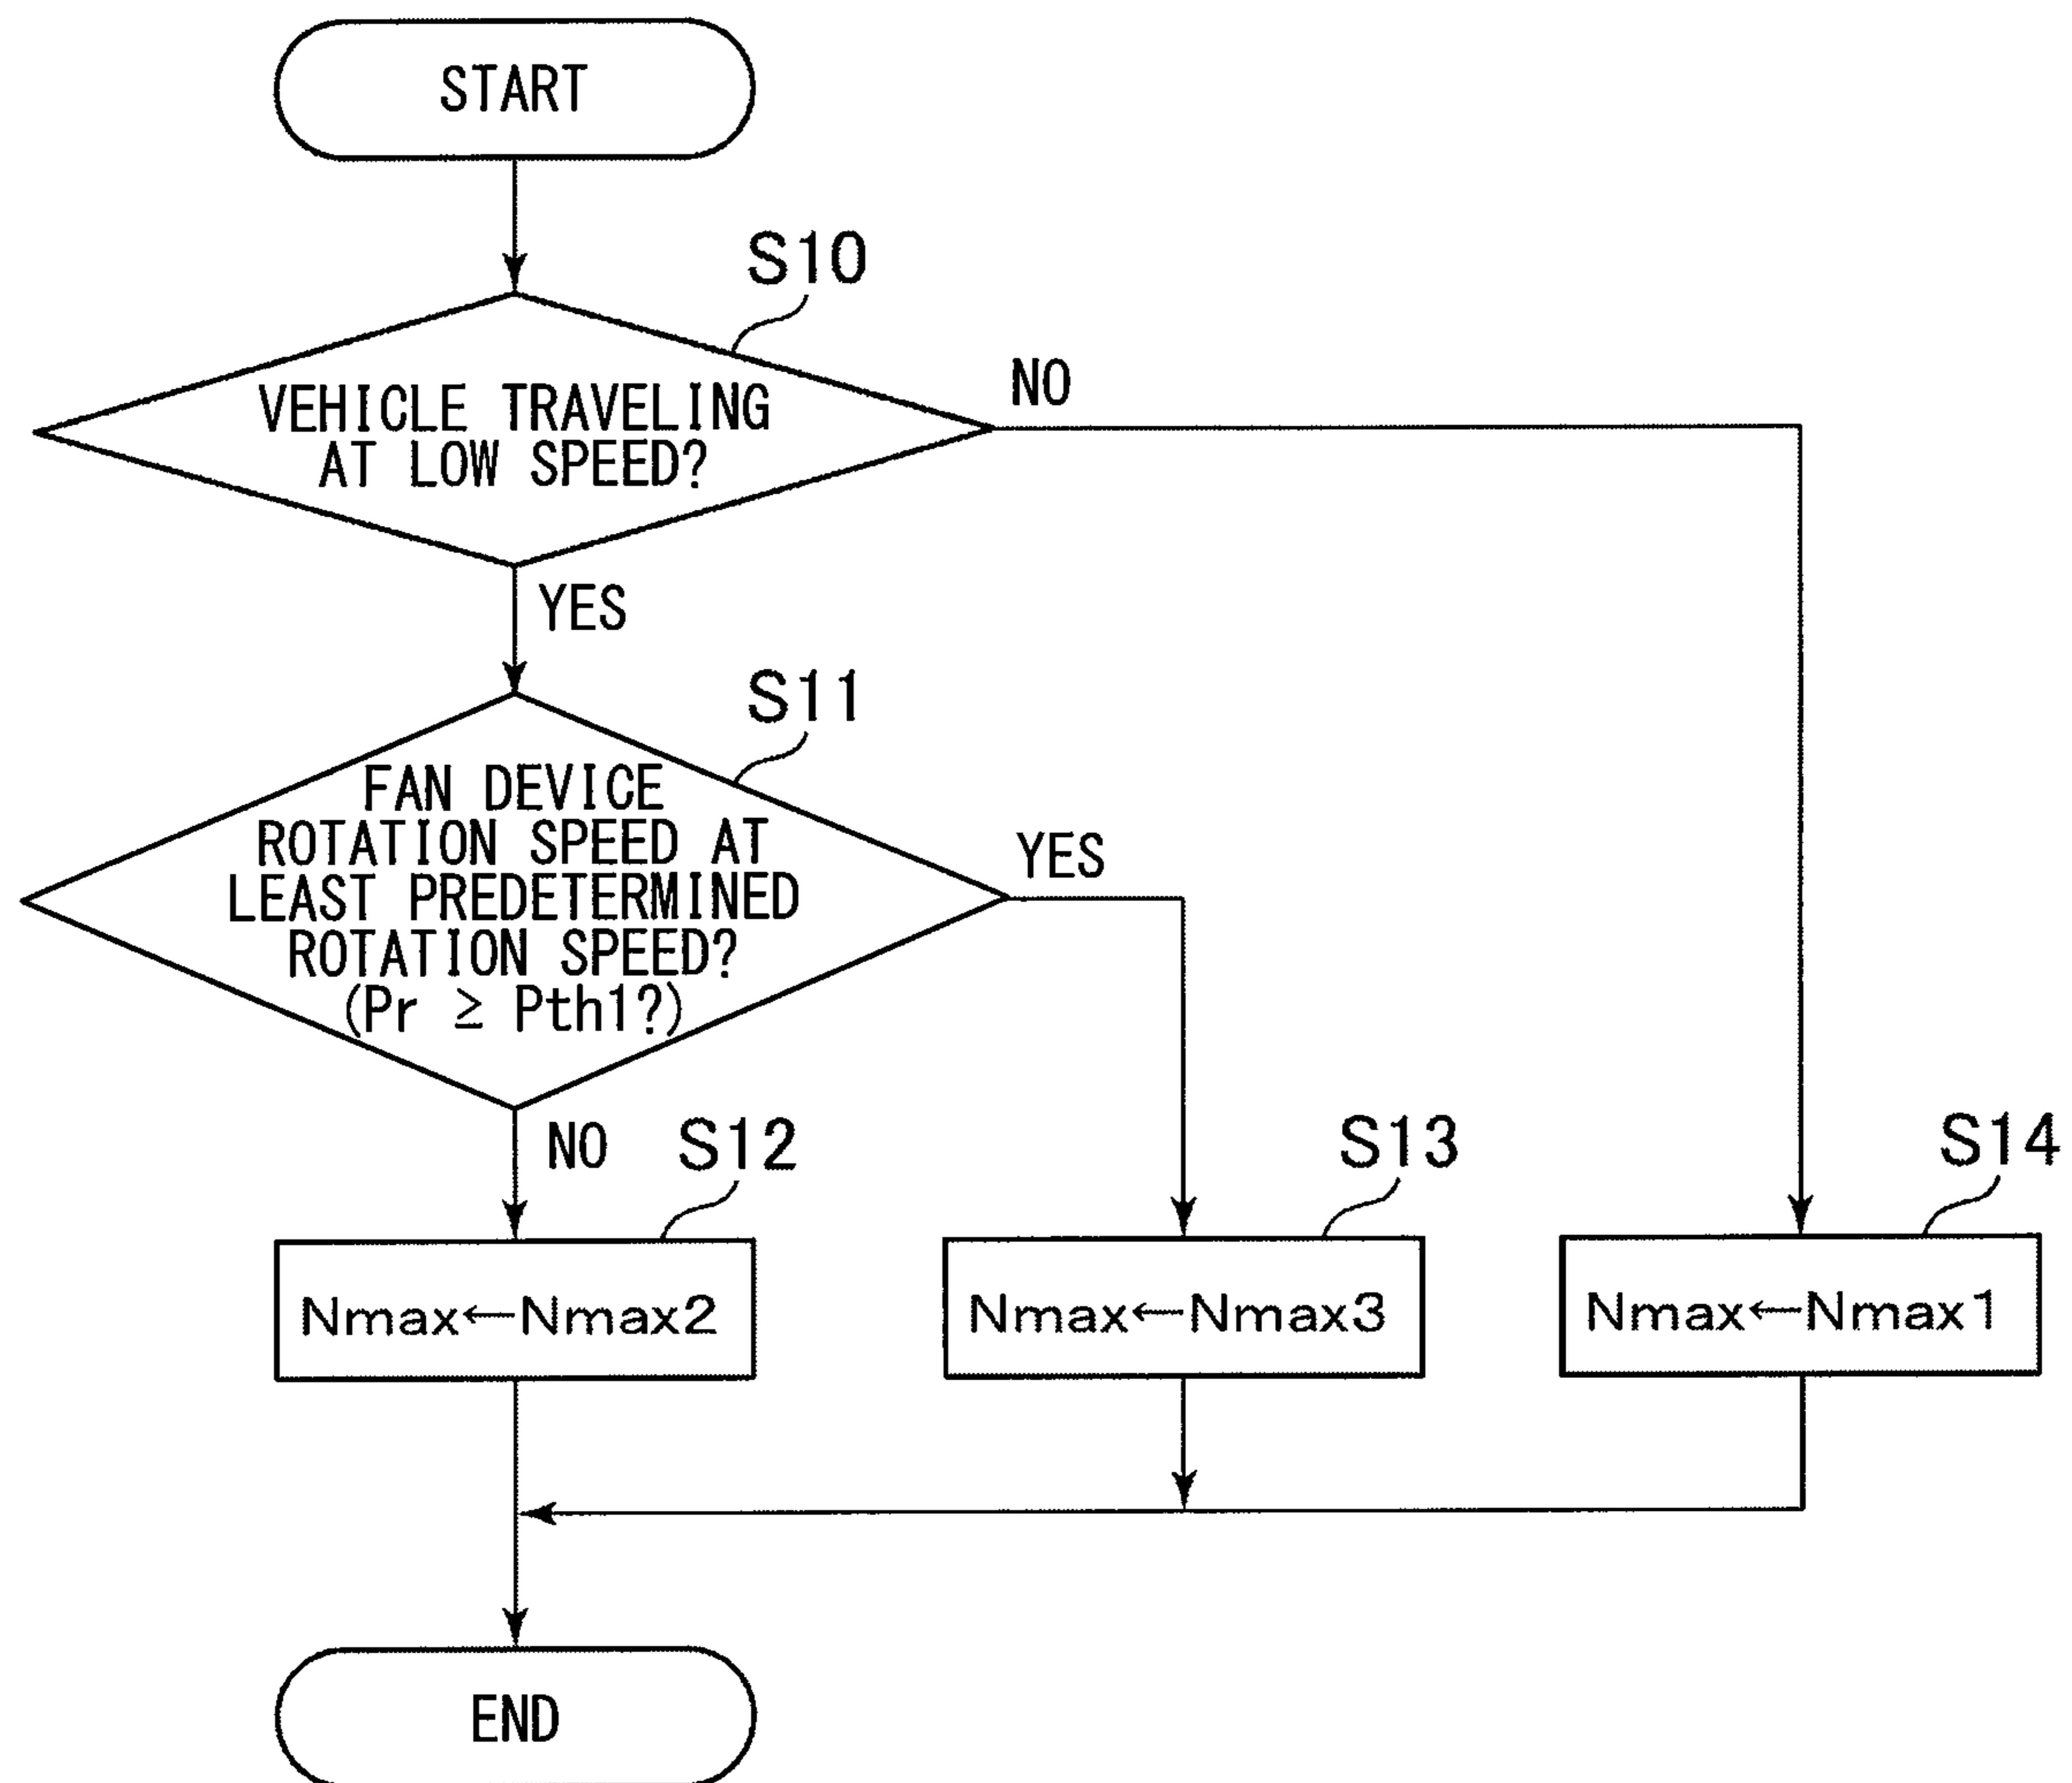 START
S10
VEHICLE TRAVELING
AT LOW SPEED?
NO
YES
S11
FAN DEVICE
ROTATION SPEED AT
LEAST PREDETERMINED
ROTATION SPEED?
(Pr ≥ Pth1?)
YES
NO
S12
S13
S14
Nmax←Nmax2
Nmax←Nmax3
Nmax←Nmax1
END